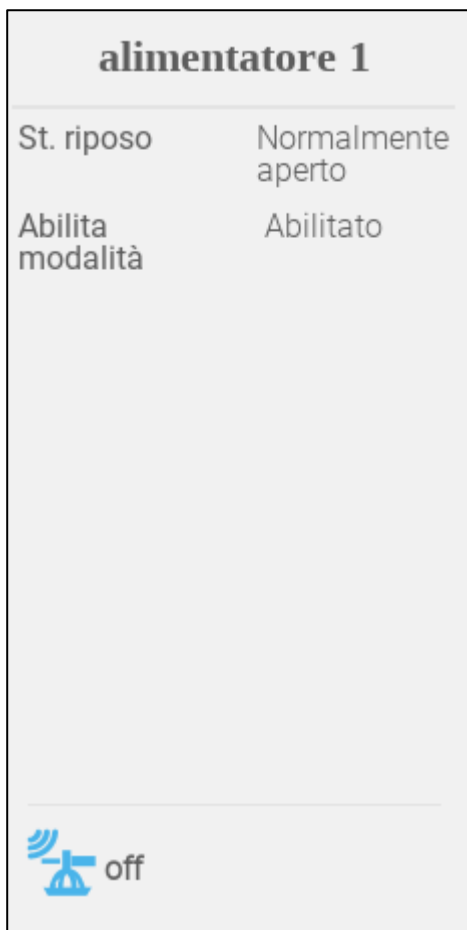 alimentatore 1
St. riposo Normalmente
aperto
Abilita Abilitato
modalità
off